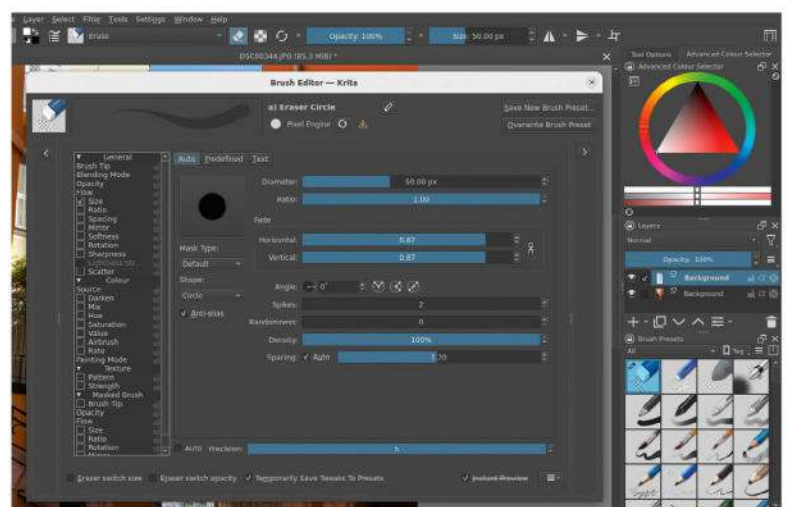 Layer Select Filter Tools Settings Window Help
Erase
Opacity: 100%
Size: 50.00 px
DSC00344.JPG (85.3 MiB) *
Tool Options Advanced Colour Selector
Advanced Colour Selector
Brush Editor — Krita
a) Eraser Circle
Pixel Engine
Save New Brush Preset...
Overwrite Brush Preset
General
Brush Tip
Blending Mode
Opacity
Flow
Size
Ratio
Spacing
Mirror
Softness
Rotation
Sharpness
Scatter
Colour
Source
Darken
Mix
Hue
Saturation
Value
Airbrush
Rate
Painting Mode
Texture
Pattern
Strength
Masked Brush
Brush Tip
Opacity
Flow
Size
Ratio
Rotation
Mirror
Auto Predefined Text
Mask Type:
Default
Shape:
Circle
Anti-alias
Diameter: 50.00 px
Ratio: 1.00
Fade
Horizontal: 0.87
Vertical: 0.87
Angle: 0°
Spikes: 2
Randomness: 0
Density: 100%
Spacing: Auto
Auto Precision: 5
Eraser switch size Eraser switch opacity Temporarily Save Tweaks To Presets Instant Preview
Layers
Normal
Opacity: 100%
Background
Background
Brush Presets
All Tag